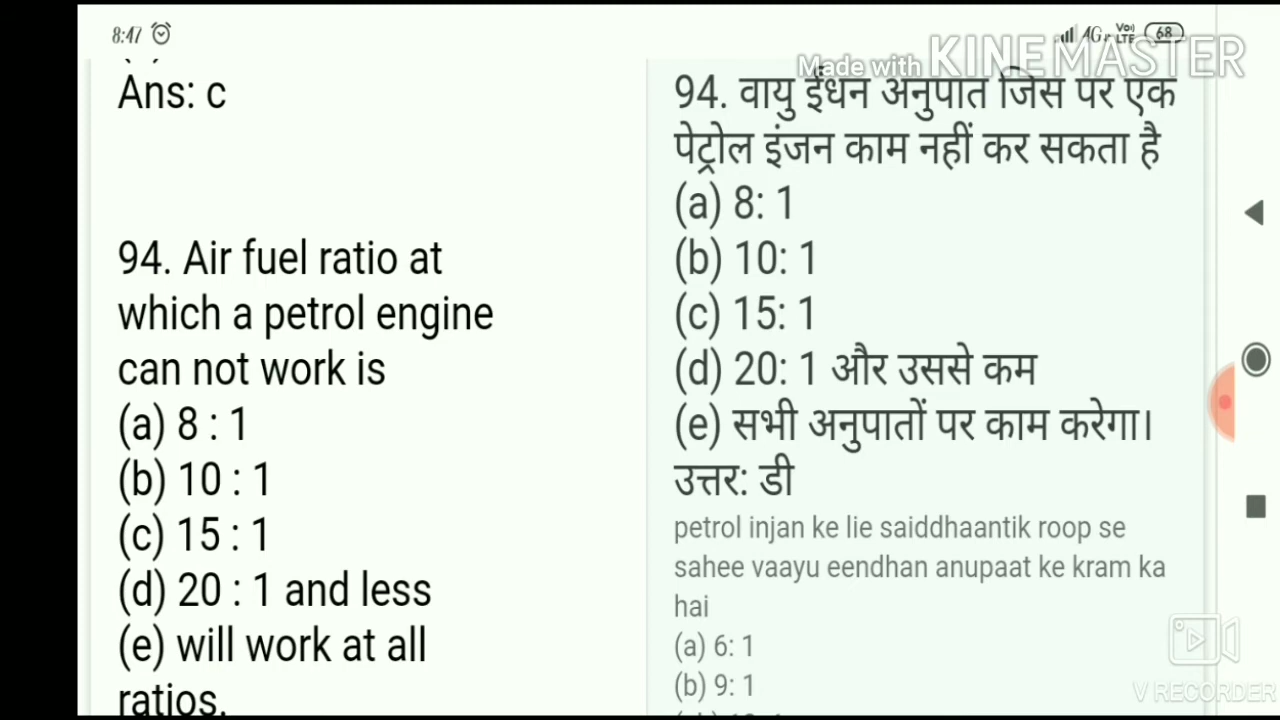 8:47
4G Vo) LTE 68
Made with KINEMASTER
Ans: c
94. Air fuel ratio at
which a petrol engine
can not work is
(a) 8 : 1
(b) 10 : 1
(c) 15 : 1
(d) 20 : 1 and less
(e) will work at all
ratios.
94. वायु ईंधन अनुपात जिस पर एक
पेट्रोल इंजन काम नहीं कर सकता है
(a) 8: 1
(b) 10: 1
(c) 15: 1
(d) 20: 1 और उससे कम
(e) सभी अनुपातों पर काम करेगा।
उत्तर: डी
petrol injan ke lie saiddhaantik roop se
sahee vaayu eendhan anupaat ke kram ka
hai
(a) 6: 1
(b) 9: 1
V RECORDER